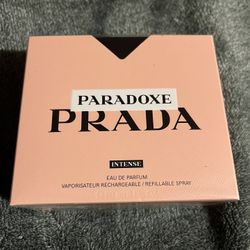 PARADOXE
PRADA
INTENSE
EAU DE PARFUM
VAPORISATEUR RECHARGEABLE / REFILLABLE SPRAY